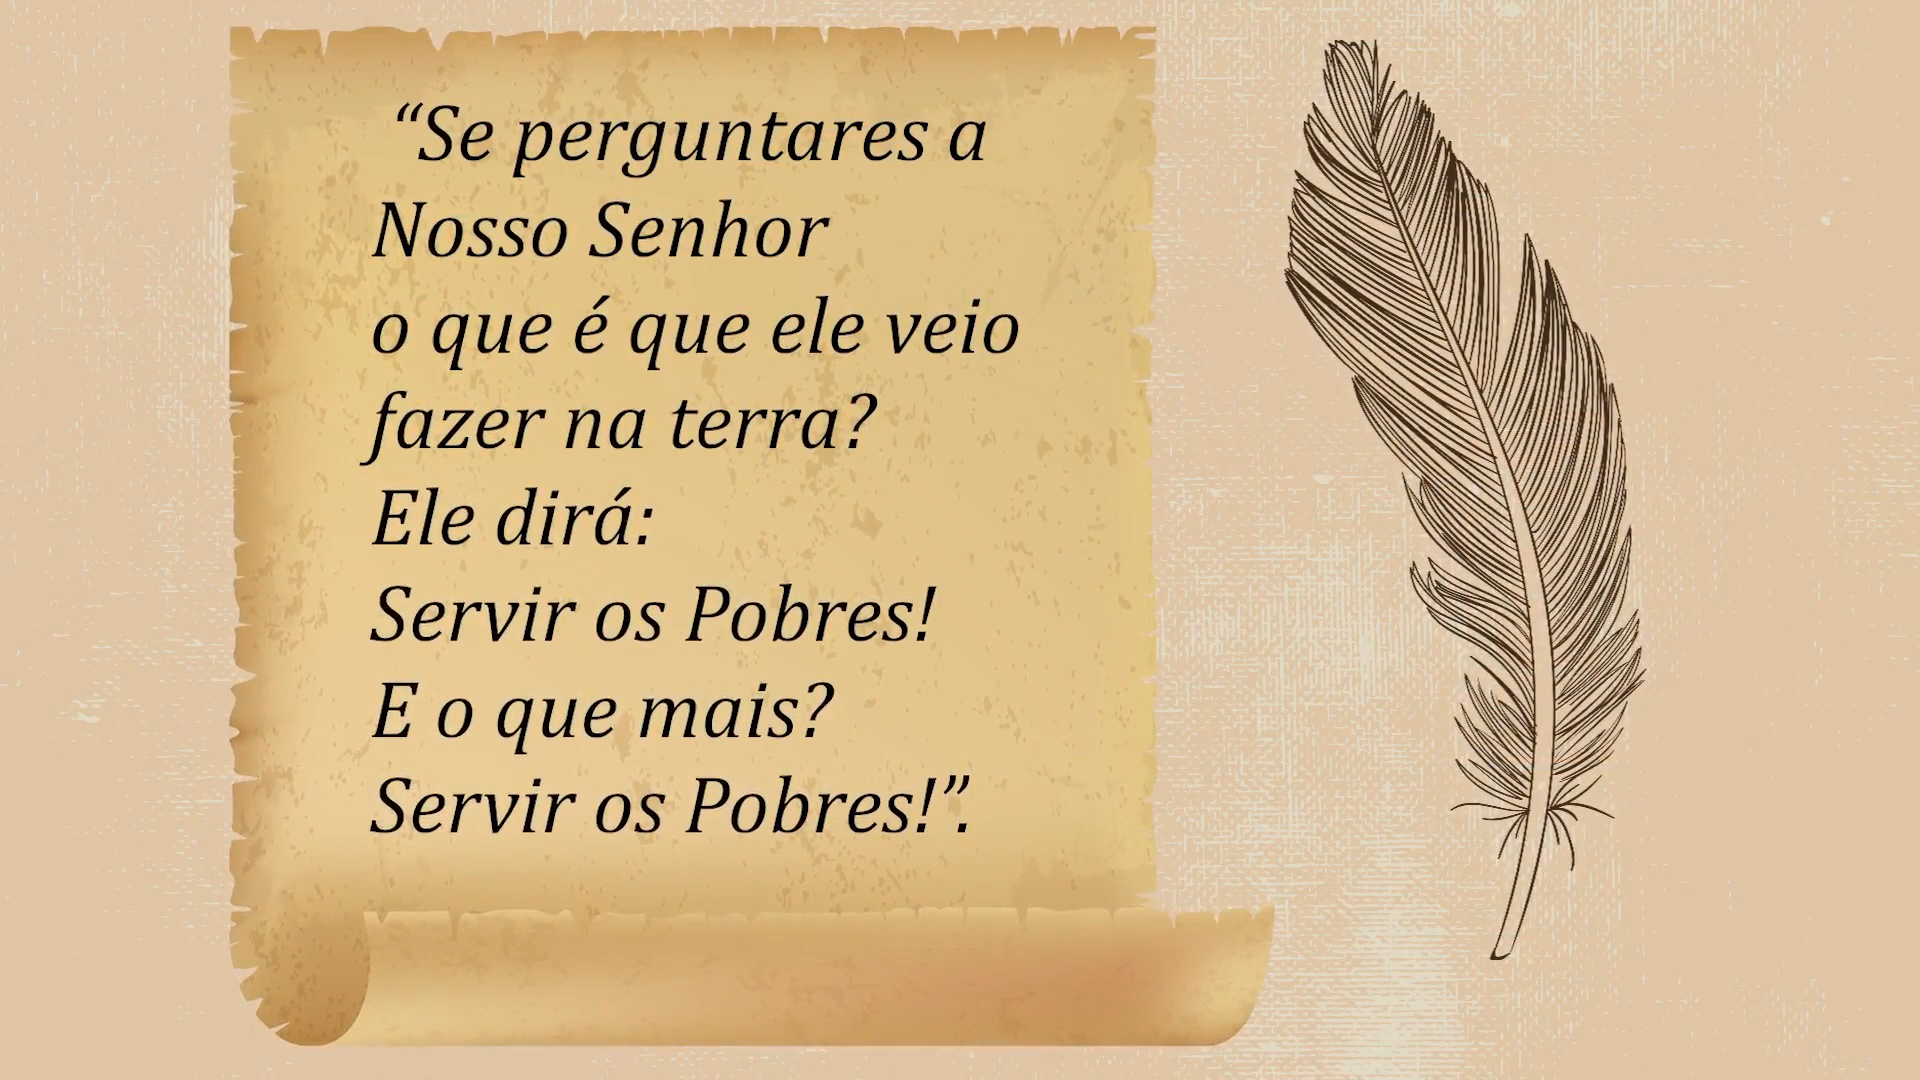 “Se perguntares a
Nosso Senhor
o que é que ele veio
fazer na terra?
Ele dirá:
Servir os Pobres!
E o que mais?
Servir os Pobres!”.